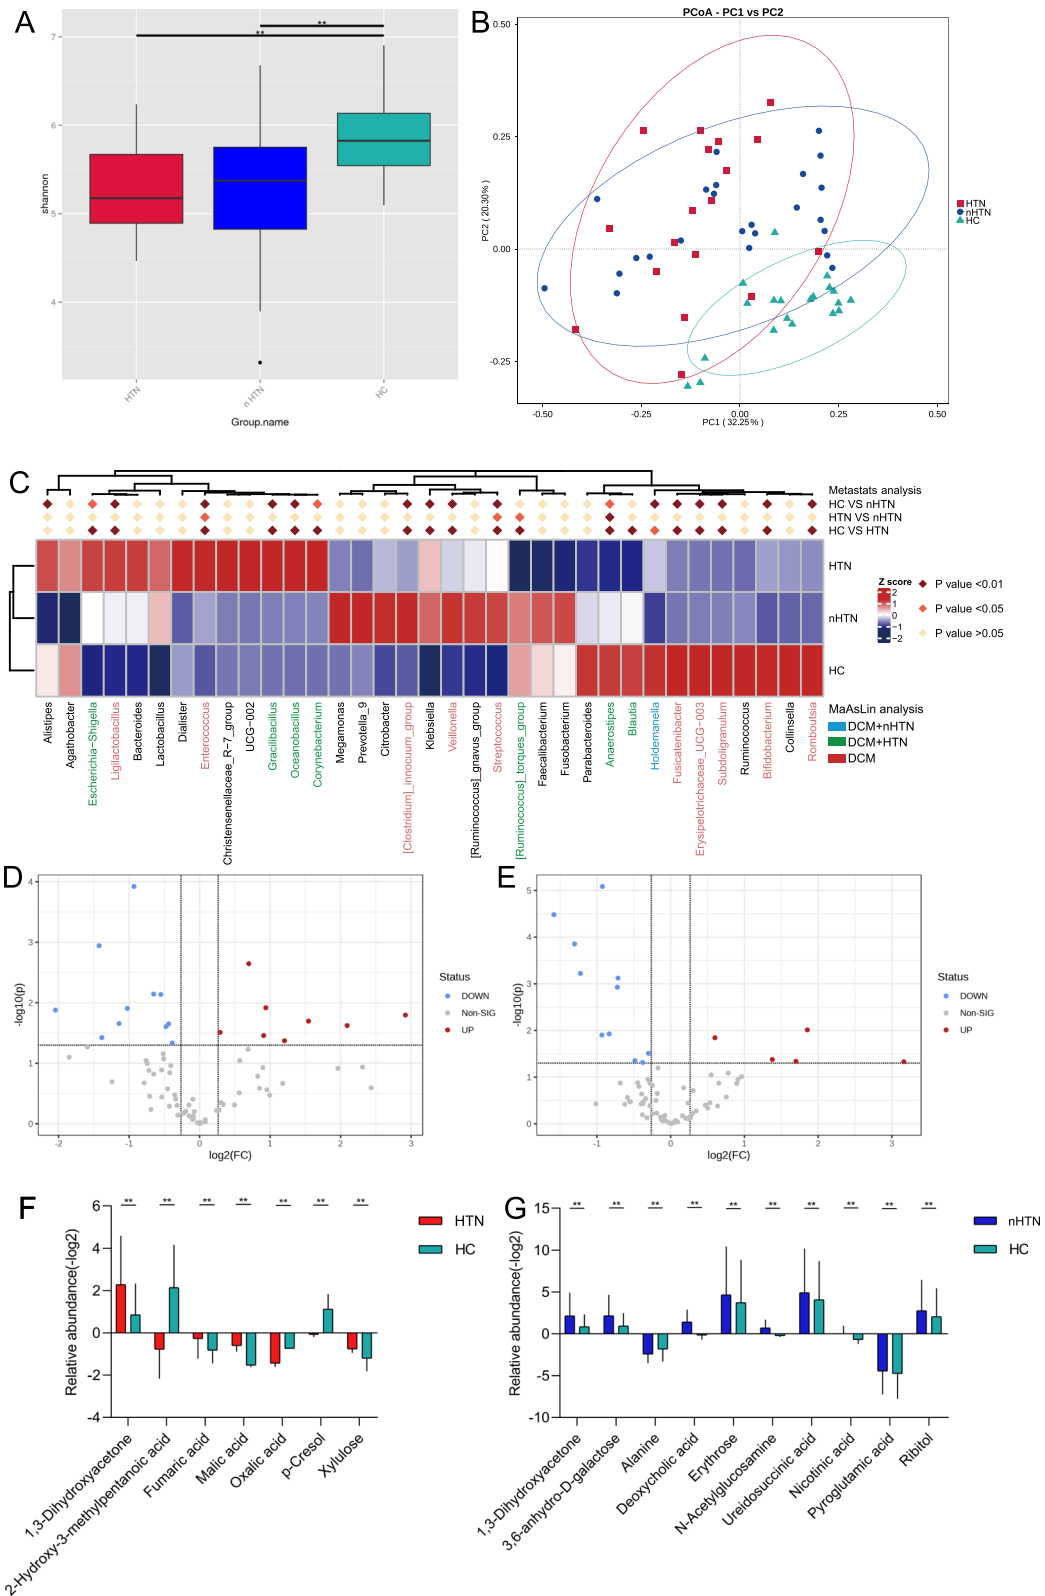 A
**
**
7
6
5
4
shannon
HTN
n HTN
HC
Group.name
B
PCoA - PC1 vs PC2
0.50
0.25
0.00
-0.25
PC2 ( 20.30% )
-0.50
-0.25
0.00
0.25
0.50
PC1 ( 32.25% )
HTN
nHTN
HC
C
Metastats analysis
HC VS nHTN
HTN VS nHTN
HC VS HTN
HTN
nHTN
HC
Z score
2
1
0
−1
−2
P value <0.01
P value <0.05
P value >0.05
MaAsLin analysis
DCM+nHTN
DCM+HTN
DCM
Alistipes
Agathobacter
Escherichia−Shigella
Ligilactobacillus
Bacteroides
Lactobacillus
Dialister
Enterococcus
Christensenellaceae_R−7_group
UCG−002
Gracilibacillus
Oceanobacillus
Corynebacterium
Megamonas
Prevotella_9
Citrobacter
[Clostridium]_innocuum_group
Klebsiella
Veillonella
[Ruminococcus]_gnavus_group
Streptococcus
[Ruminococcus]_torques_group
Faecalibacterium
Fusobacterium
Parabacteroides
Anaerostipes
Blautia
Holdemanella
Fusicatenibacter
Erysipelotrichaceae_UCG−003
Subdoligranulum
Ruminococcus
Bifidobacterium
Collinsella
Romboutsia
D
4
3
2
1
0
-log10(p)
-2
-1
0
1
2
3
log2(FC)
Status
DOWN
Non-SIG
UP
E
5
4
3
2
1
0
-log10(p)
-1
0
1
2
3
log2(FC)
Status
DOWN
Non-SIG
UP
F
** ** ** ** ** ** **
6
4
2
0
-2
-4
Relative abundance(-log2)
HTN
HC
1,3-Dihydroxyacetone
2-Hydroxy-3-methylpentanoic acid
Fumaric acid
Malic acid
Oxalic acid
p-Cresol
Xylulose
G
** ** ** ** ** ** ** ** ** **
15
10
5
0
-5
-10
Relative abundance(-log2)
nHTN
HC
1,3-Dihydroxyacetone
3,6-anhydro-D-galactose
Alanine
Deoxycholic acid
Erythrose
N-Acetylglucosamine
Ureidosuccinic acid
Nicotinic acid
Pyroglutamic acid
Ribitol